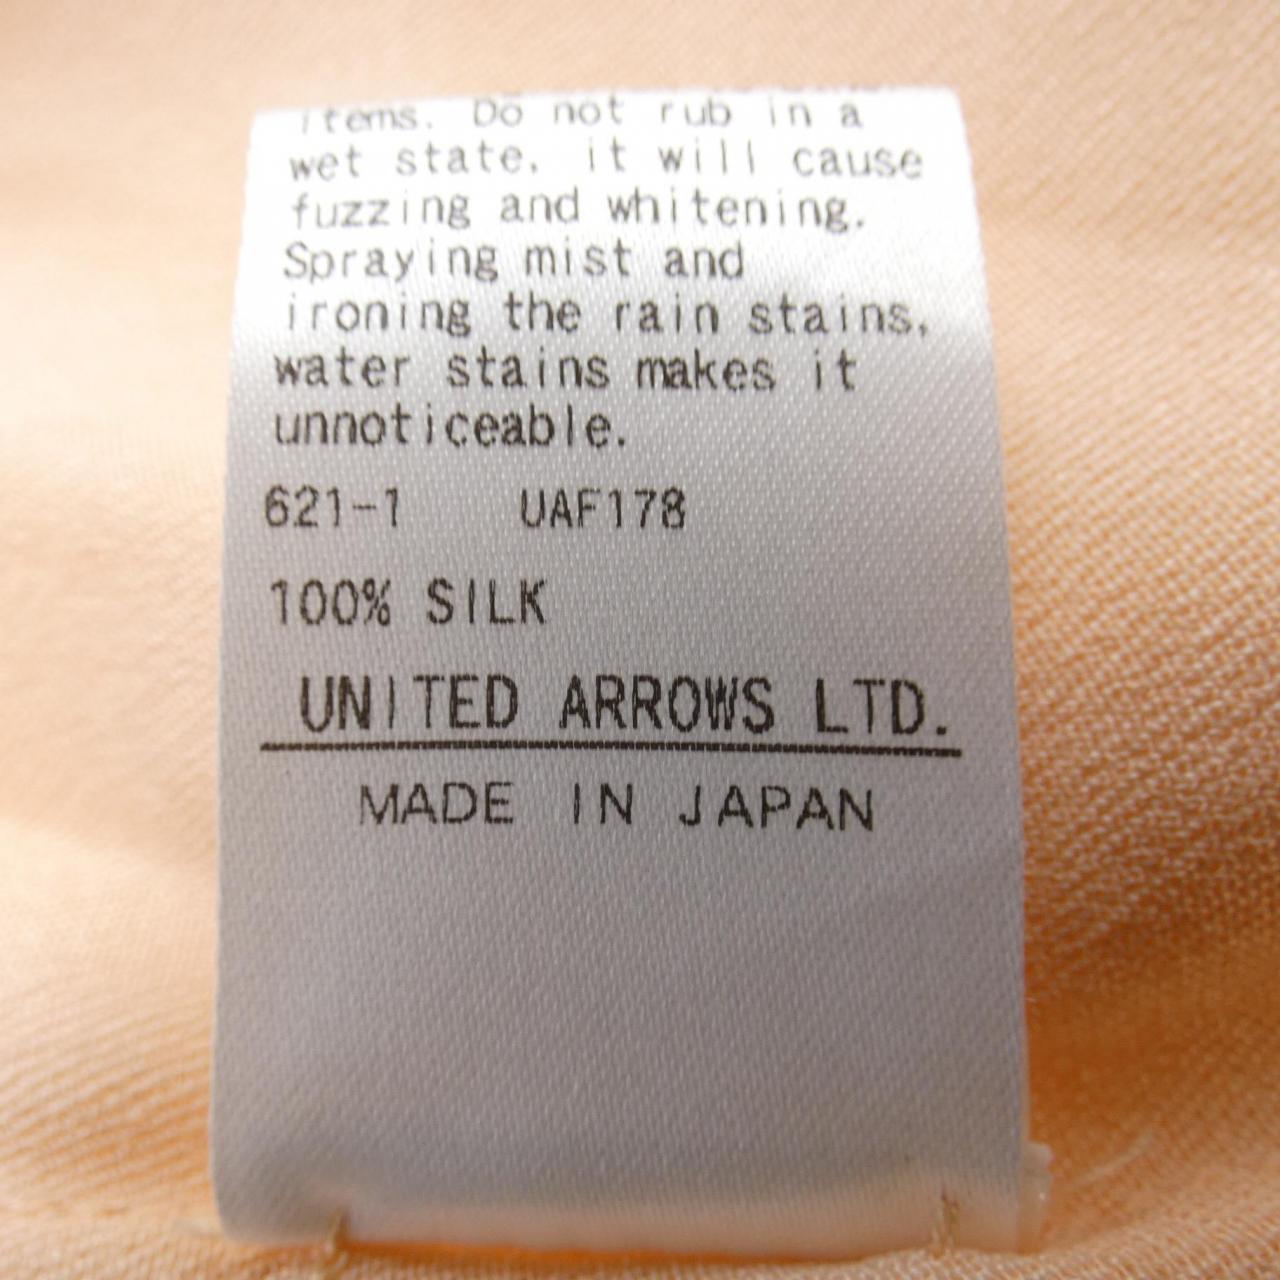 items. Do not rub in a
wet state, it will cause
fuzzing and whitening.
Spraying mist and
ironing the rain stains,
water stains makes it
unnoticeable.
621-1 UAF178
100% SILK
UNITED ARROWS LTD.
MADE IN JAPAN